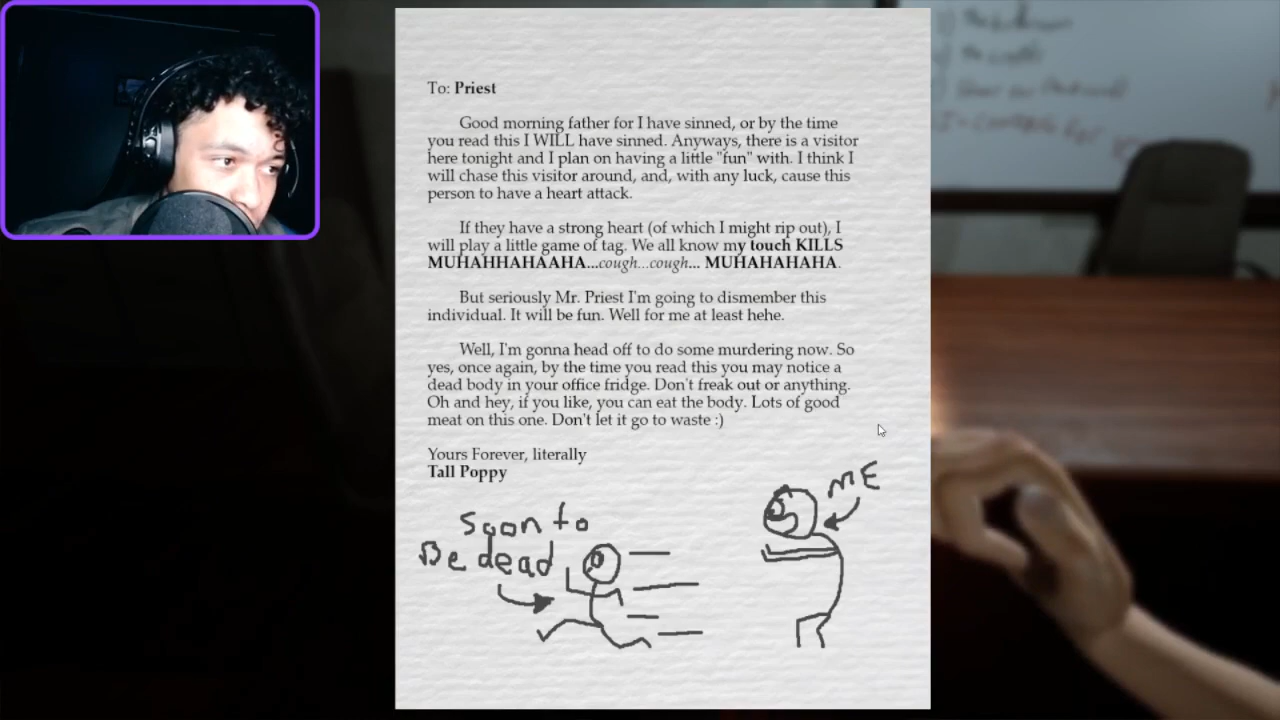 To: Priest
Good morning father for I have sinned, or by the time
you read this I WILL have sinned. Anyways, there is a visitor
here tonight and I plan on having a little "fun" with. I think I
will chase this visitor around, and, with any luck, cause this
person to have a heart attack.
If they have a strong heart (of which I might rip out), I
will play a little game of tag. We all know my touch KILLS
MUHAHHAHAAHA...cough...cough... MUHAHAHAHA.
But seriously Mr. Priest I'm going to dismember this
individual. It will be fun. Well for me at least hehe.
Well, I'm gonna head off to do some murdering now. So
yes, once again, by the time you read this you may notice a
dead body in your office fridge. Don't freak out or anything.
Oh and hey, if you like, you can eat the body. Lots of good
meat on this one. Don't let it go to waste :)
Yours Forever, literally
Tall Poppy
ME
Soon to
Be dead